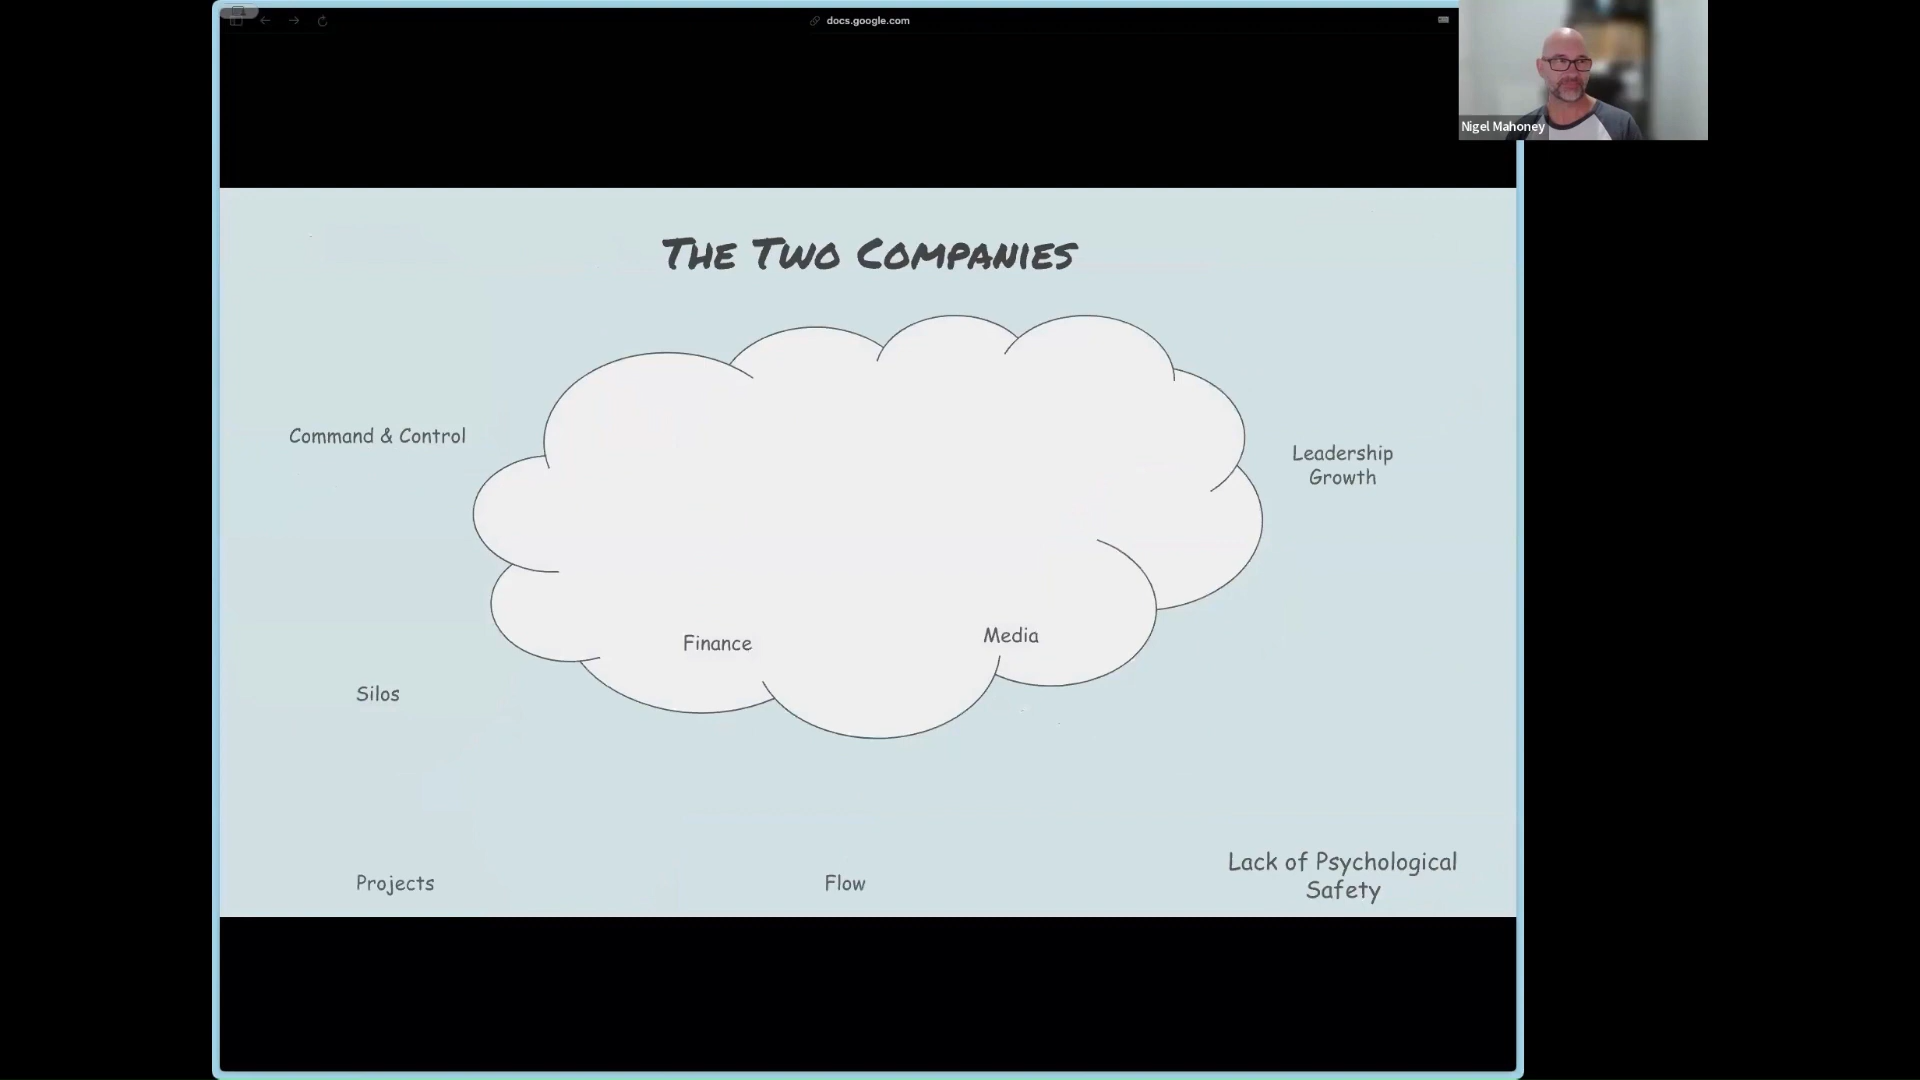 docs.google.com
Nigel Mahoney
The Two Companies
Command & Control
Leadership
Growth
Finance
Media
Silos
Projects
Flow
Lack of Psychological
Safety